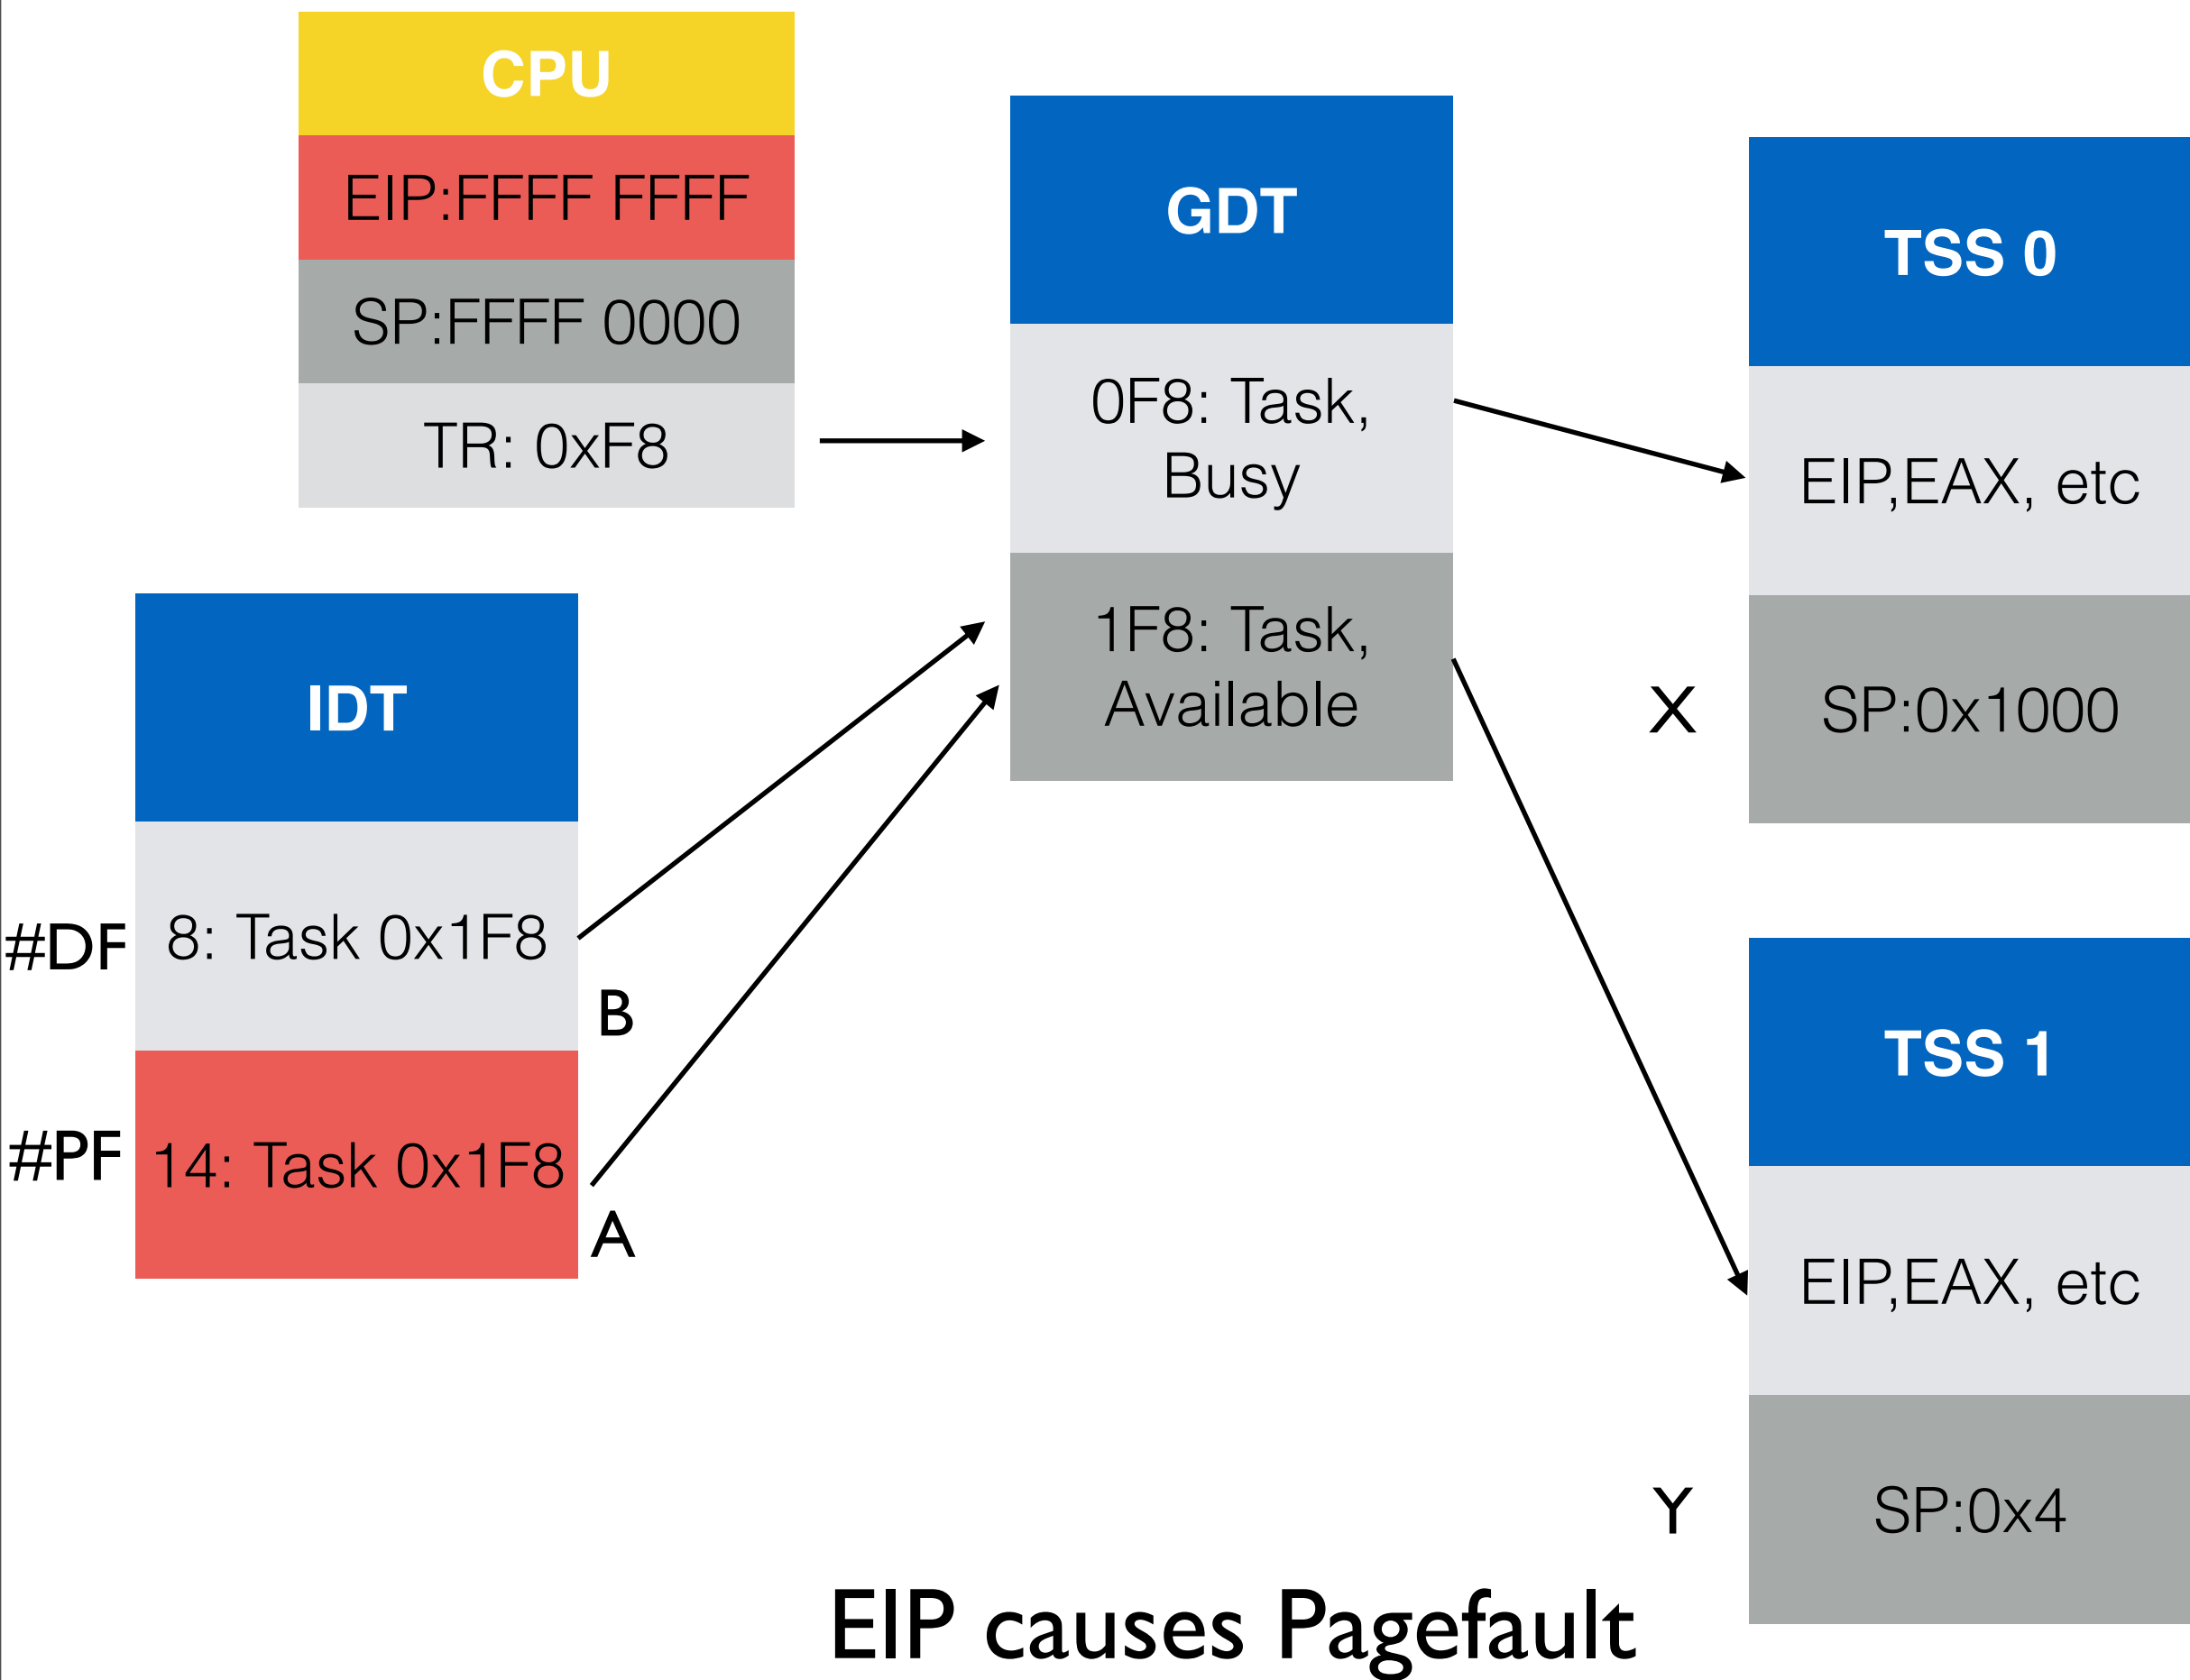 CPU
EIP:FFFF FFFF
SP:FFFF 0000
TR: 0xF8
GDT
0F8: Task,
Busy
1F8: Task,
Available
TSS 0
EIP,EAX, etc
X
SP:0x1000
IDT
#DF
8: Task 0x1F8
B
#PF
14: Task 0x1F8
A
TSS 1
EIP,EAX, etc
Y
SP:0x4
EIP causes Pagefault